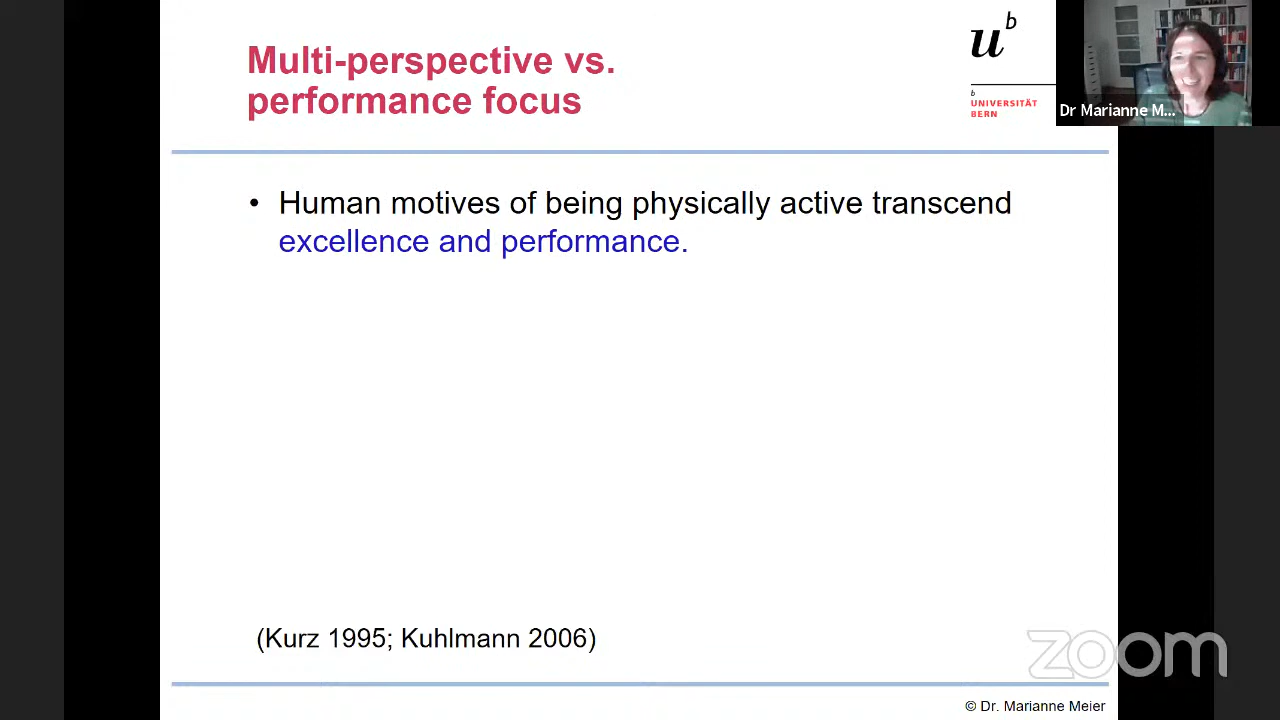 Multi-perspective vs.
performance focus
u b
b
UNIVERSITÄT
BERN
Dr Marianne M...
• Human motives of being physically active transcend
excellence and performance.
(Kurz 1995; Kuhlmann 2006)
zoom
© Dr. Marianne Meier